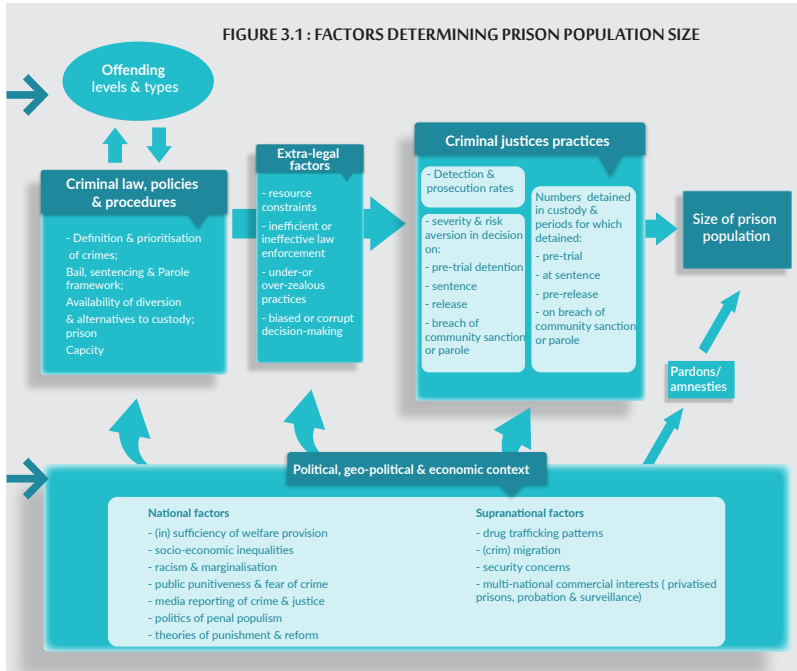 FIGURE 3.1 : FACTORS DETERMINING PRISON POPULATION SIZE
Offending
levels & types
Criminal law, policies
& procedures
- Definition & prioritisation
of crimes;
Bail, sentencing & Parole
framework;
Availability of diversion
& alternatives to custody;
prison
Capcity
Extra-legal
factors
- resource
constraints
- inefficient or
ineffective law
enforcement
- under-or
over-zealous
practices
- biased or corrupt
decision-making
Criminal justices practices
- Detection &
prosecution rates
- severity & risk
aversion in decision
on:
- pre-trial detention
- sentence
- release
- breach of
community sanction
or parole
Numbers detained
in custody &
periods for which
detained:
- pre-trial
- at sentence
- pre-release
- on breach of
community sanction
or parole
Size of prison
population
Pardons/
amnesties
Political, geo-political & economic context
National factors
- (in) sufficiency of welfare provision
- socio-economic inequalities
- racism & marginalisation
- public punitiveness & fear of crime
- media reporting of crime & justice
- politics of penal populism
- theories of punishment & reform
Supranational factors
- drug trafficking patterns
- (crim) migration
- security concerns
- multi-national commercial interests ( privatised
prisons, probation & surveillance)